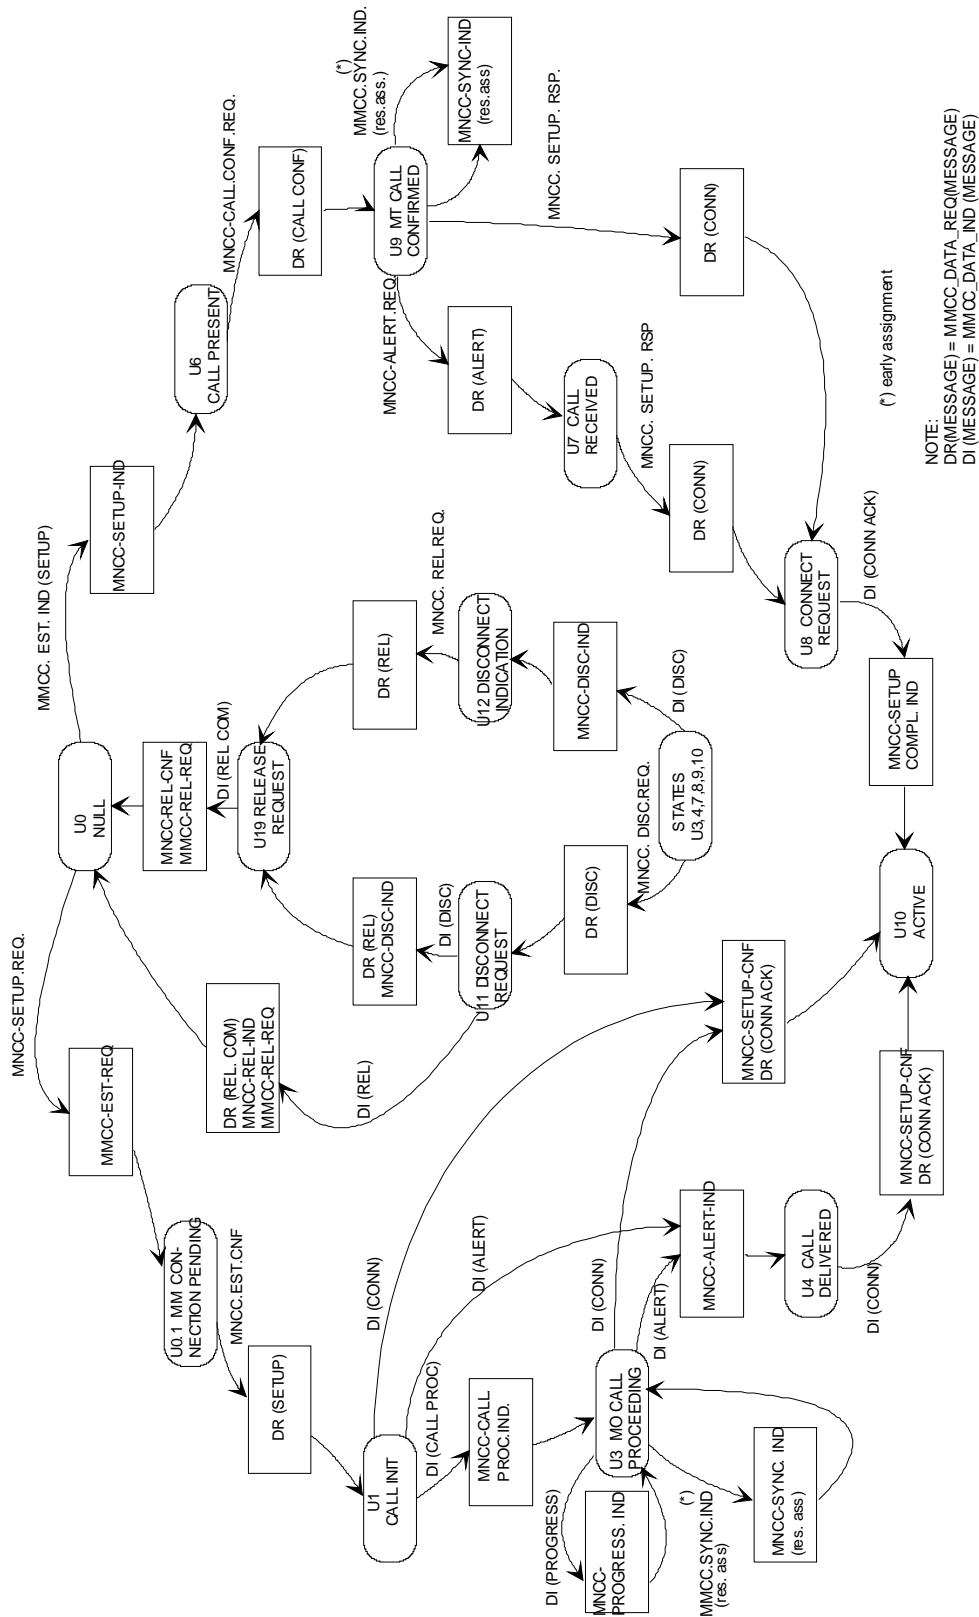 MNCC-SETUP.REQ.
U0
NULL
MMCC. EST. IND (SETUP)
MMCC-EST-REQ
MNCC-SETUP-IND
U0.1 MM CON-
NECTION PENDING
DR (REL. COM)
MNCC-REL-IND
MMCC-REL-REQ
MNCC-REL-CNF
MMCC-REL-REQ
U6
CALL PRESENT
MNCC.EST.CNF
DI (REL COM)
MNCC-CALL.CONF.REQ.
DR (SETUP)
U19 RELEASE
REQUEST
DR (CALL CONF)
DI (REL)
DR (REL)
MNCC-DISC-IND
DR (REL)
U1
CALL INIT
DI (CONN)
DI (DISC)
MNCC. REL.REQ.
MNCC-ALERT.REQ.
U9 MT CALL
CONFIRMED
(*)
MMCC.SYNC.IND.
(res.ass.)
DI (CALL PROC)
DI (ALERT)
U11 DISCONNECT
REQUEST
U12 DISCONNECT
INDICATION
DR (ALERT)
MNCC-SYNC-IND
(res.ass)
MNCC-CALL
PROC.IND.
DR (DISC)
MNCC-DISC-IND
U7 CALL
RECEIVED
MNCC. SETUP. RSP.
DI (PROGRESS)
U3 MO CALL
PROCEEDING
DI (CONN)
DI (ALERT)
MNCC. DISC.REQ.
DI (DISC)
MNCC. SETUP. RSP
MNCC-
PROGRESS. IND
STATES
U3,4,7,8,9,10
DR (CONN)
DR (CONN)
(*)
MMCC.SYNC.IND
(res. ass)
MNCC-ALERT-IND
MNCC-SETUP-CNF
DR (CONN ACK)
MNCC-SYNC. IND
(res. ass)
U4 CALL
DELIVERED
U8 CONNECT
REQUEST
DI (CONN)
DI (CONN ACK)
MNCC-SETUP-CNF
DR (CONN ACK)
U10
ACTIVE
MNCC-SETUP
COMPL. IND
(*) early assignment
NOTE:
DR(MESSAGE) = MMCC_DATA_REQ(MESSAGE)
DI (MESSAGE) = MMCC_DATA_IND (MESSAGE)